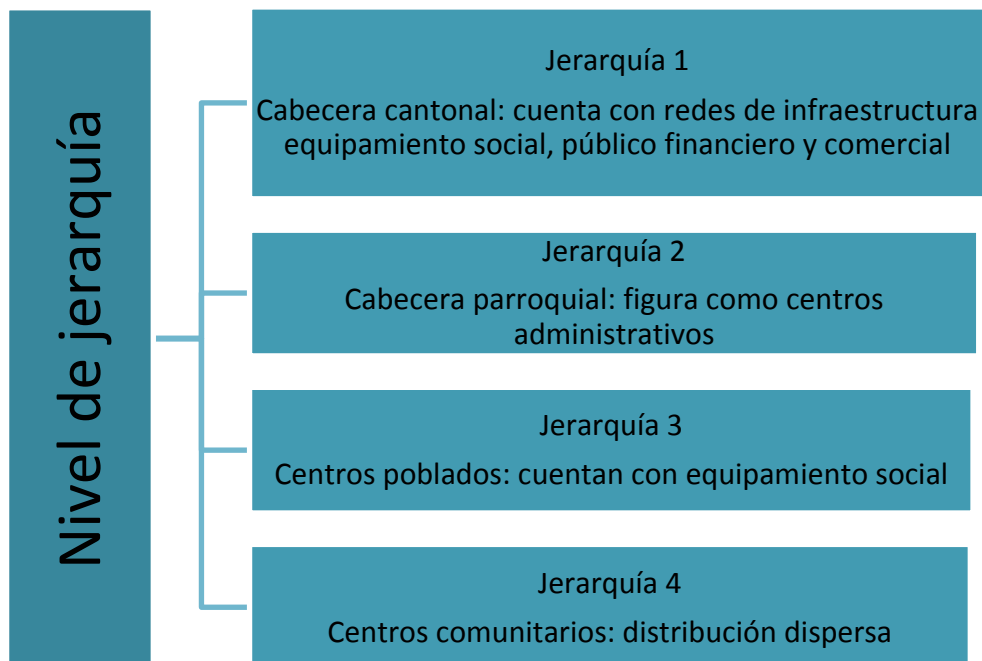 Nivel de jerarquía
Jerarquía 1
Cabecera cantonal: cuenta con redes de infraestructura
equipamiento social, público financiero y comercial
Jerarquía 2
Cabecera parroquial: figura como centros
administrativos
Jerarquía 3
Centros poblados: cuentan con equipamiento social
Jerarquía 4
Centros comunitarios: distribución dispersa